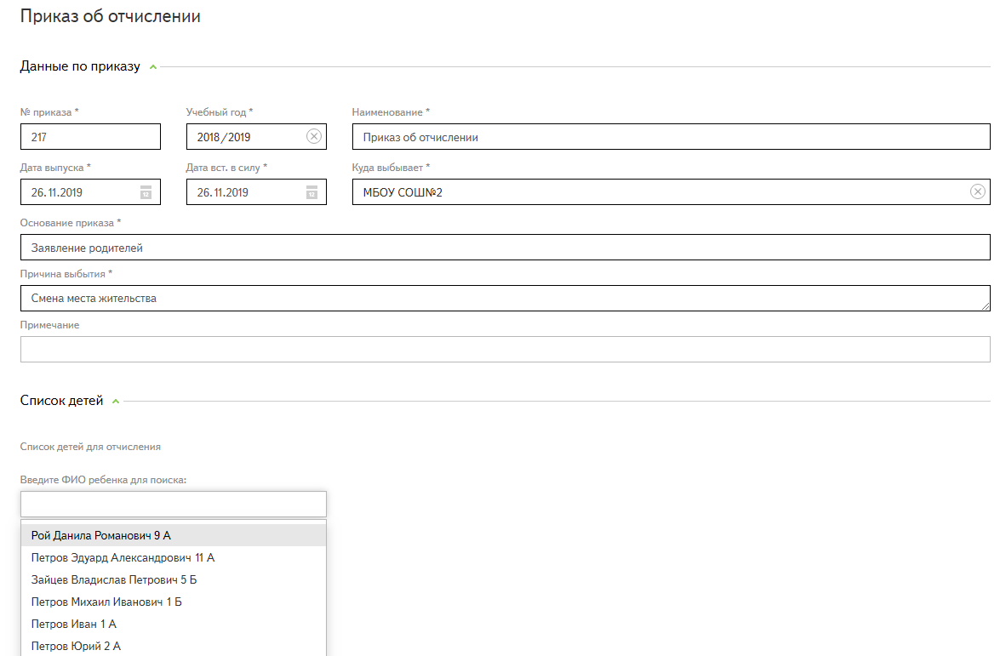 Приказ об отчислении
Данные по приказу
№ приказа * Учебный год * Наименование *
217 2018/2019 Приказ об отчислении
Дата выпуска * Дата вст. в силу * Куда выбывает *
26.11.2019 12 26.11.2019 12 МБОУ СОШ№2
Основание приказа *
Заявление родителей
Причина выбытия *
Смена места жительства
Примечание
Список детей
Список детей для отчисления
Введите ФИО ребенка для поиска:
Рой Данила Романович 9 А
Петров Эдуард Александрович 11 А
Зайцев Владислав Петрович 5 Б
Петров Михаил Иванович 1 Б
Петров Иван 1 А
Петров Юрий 2 А